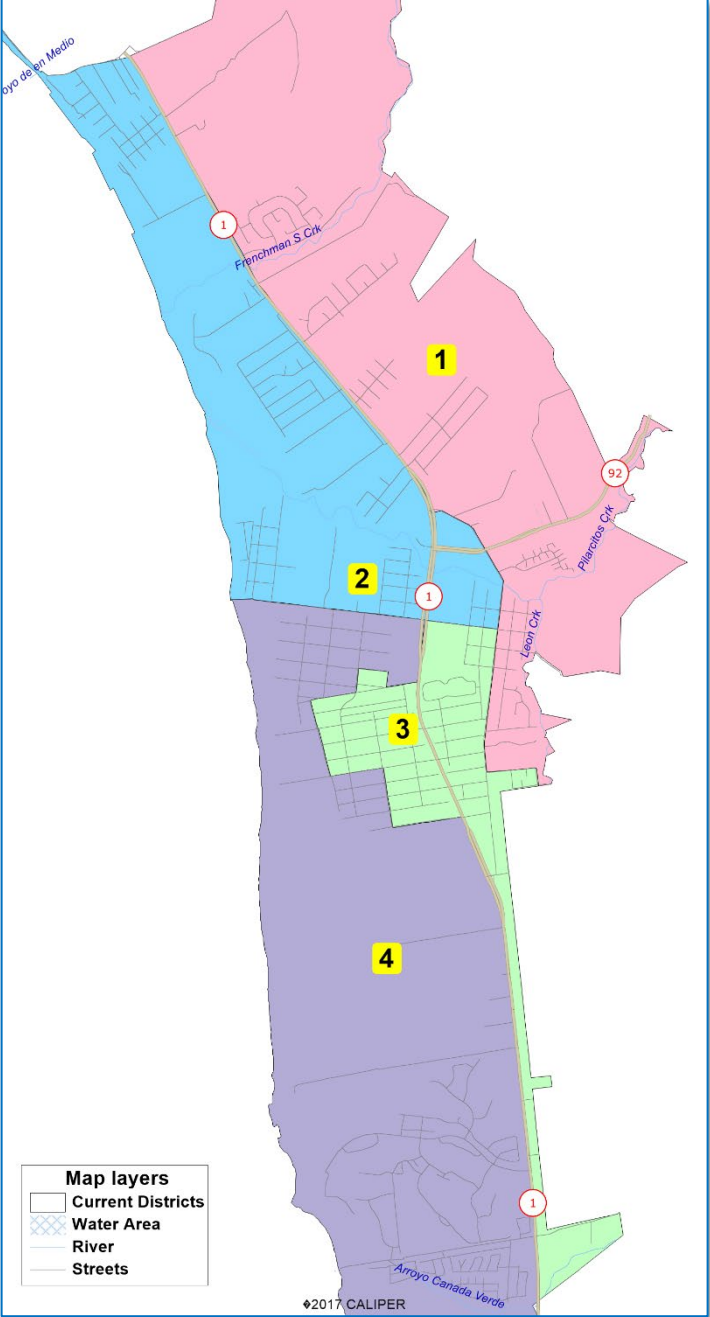 oyo de en Medio
1
Frenchman S Crk
1
92
Pilarcitos Crk
2
1
Leon Crk
3
4
1
Arroyo Canada Verde
Map layers
Current Districts
Water Area
River
Streets
�2017 CALIPER